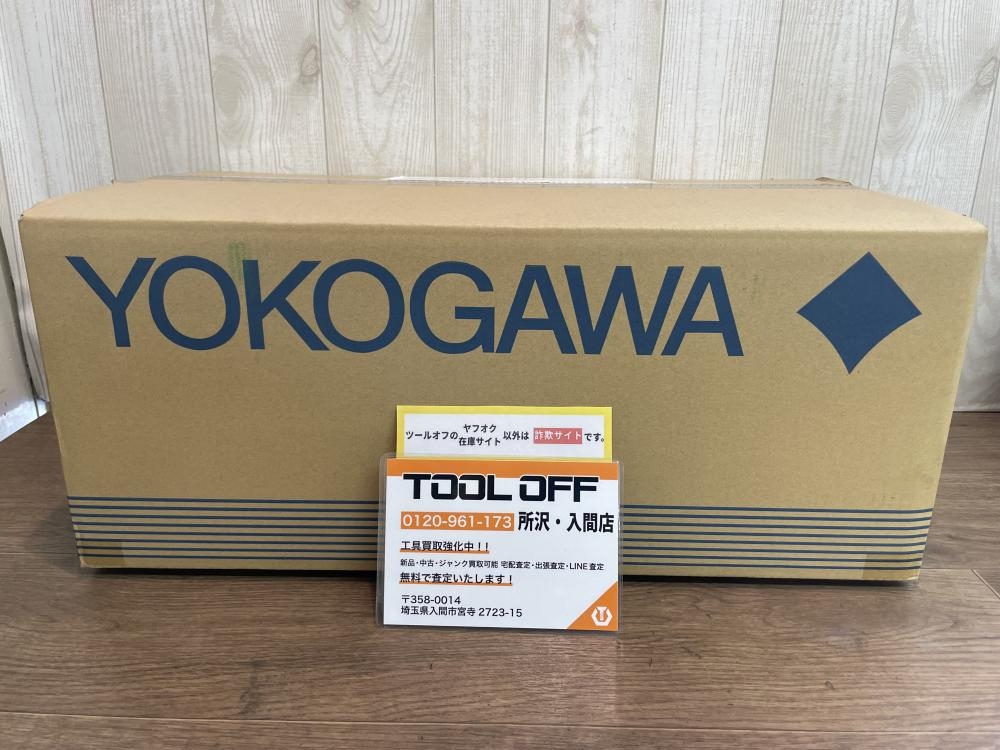 YOKOGAWA
ツールオフの ヤフオク 在庫サイト 以外は 詐欺サイト です。
TOOL OFF
0120-961-173 所沢・入間店
工具買取強化中!!
新品・中古・ジャンク買取可能 宅配査定・出張査定・LINE査定
無料で査定いたします!
〒358-0014
埼玉県入間市宮寺 2723-15